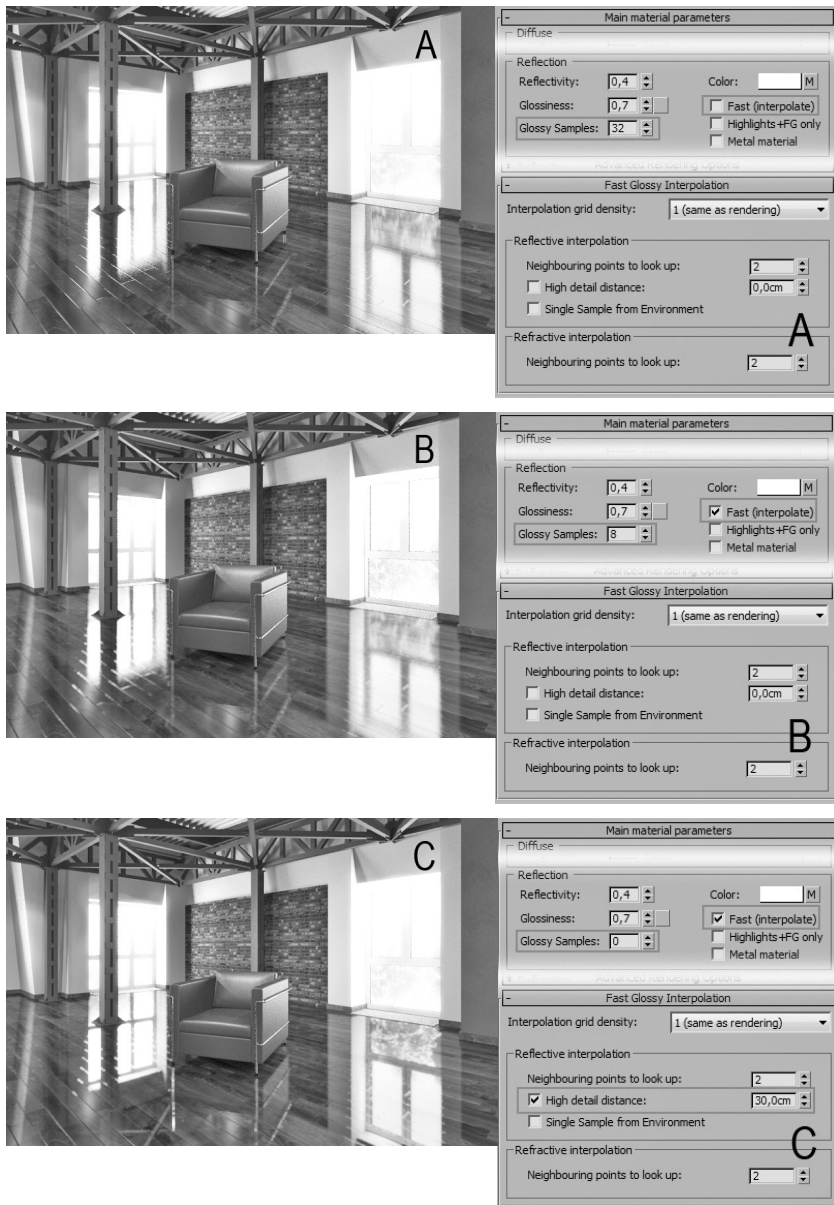 A
- Main material parameters
Diffuse
Reflection
Reflectivity: 0,4 Color: M
Glossiness: 0,7 Fast (interpolate)
Glossy Samples: 32 Highlights+FG only
Metal material
Advanced Rendering Options
- Fast Glossy Interpolation
Interpolation grid density: 1 (same as rendering)
Reflective interpolation
Neighbouring points to look up: 2
High detail distance: 0,0cm
Single Sample from Environment
A
Refractive interpolation
Neighbouring points to look up: 2
B
- Main material parameters
Diffuse
Reflection
Reflectivity: 0,4 Color: M
Glossiness: 0,7 Fast (interpolate)
Glossy Samples: 8 Highlights+FG only
Metal material
Advanced Rendering Options
- Fast Glossy Interpolation
Interpolation grid density: 1 (same as rendering)
Reflective interpolation
Neighbouring points to look up: 2
High detail distance: 0,0cm
Single Sample from Environment
B
Refractive interpolation
Neighbouring points to look up: 2
C
- Main material parameters
Diffuse
Reflection
Reflectivity: 0,4 Color: M
Glossiness: 0,7 Fast (interpolate)
Glossy Samples: 0 Highlights+FG only
Metal material
Advanced Rendering Options
- Fast Glossy Interpolation
Interpolation grid density: 1 (same as rendering)
Reflective interpolation
Neighbouring points to look up: 2
High detail distance: 30,0cm
Single Sample from Environment
C
Refractive interpolation
Neighbouring points to look up: 2